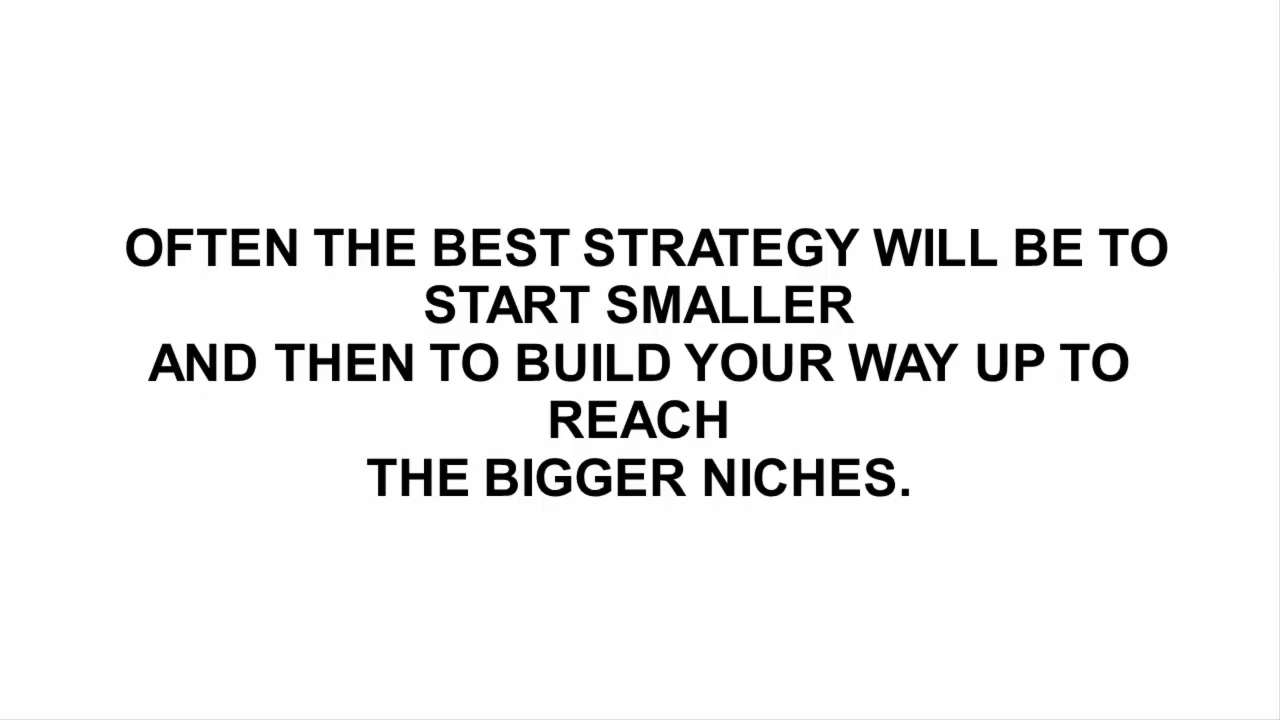 OFTEN THE BEST STRATEGY WILL BE TO
START SMALLER
AND THEN TO BUILD YOUR WAY UP TO
REACH
THE BIGGER NICHES.